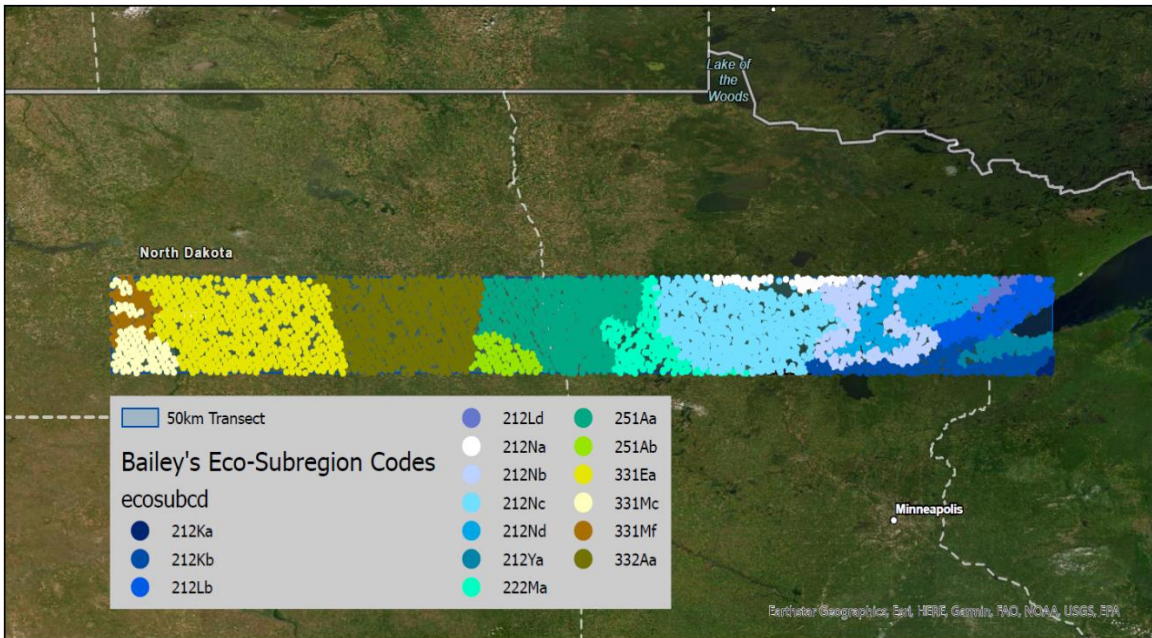 Lake of
the
Woods
North Dakota
50km Transect
Bailey's Eco-Subregion Codes
ecosubcd
212Ka
212Kb
212Lb
212Ld
212Na
212Nb
212Nc
212Nd
212Ya
222Ma
251Aa
251Ab
331Ea
331Mc
331Mf
332Aa
Minneapolis
Earthstar Geographics, Esri, HERE, Garmin, FAO, NOAA, USGS, EPA